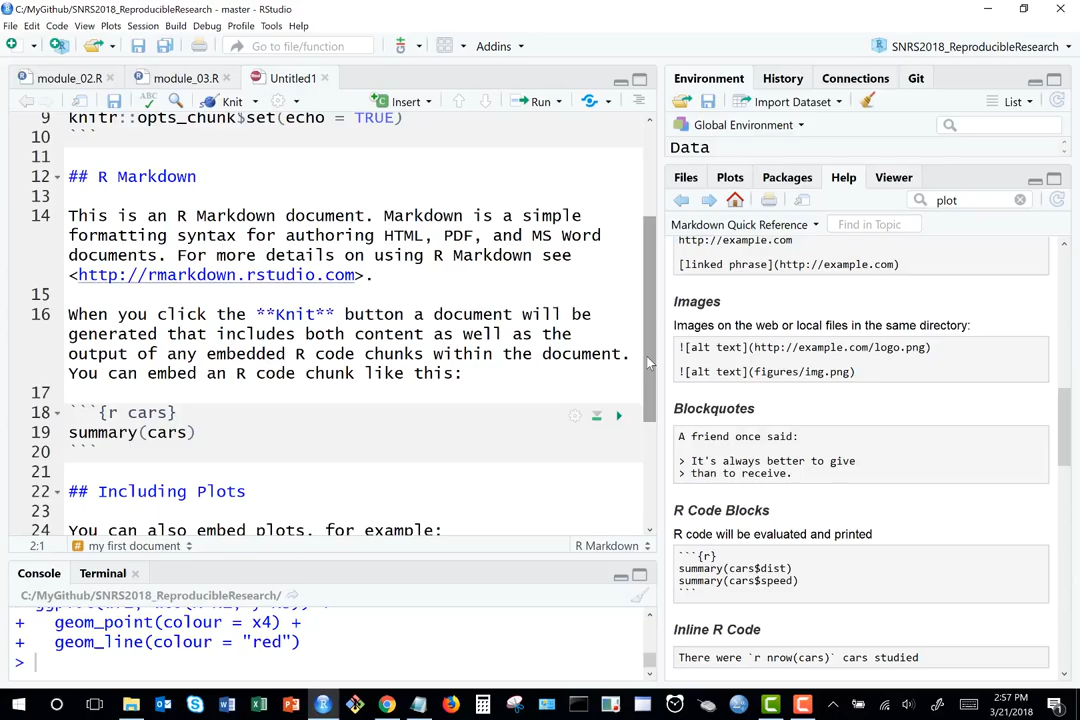 C:/MyGithub/SNRS2018_ReproducibleResearch - master - RStudio
File Edit Code View Plots Session Build Debug Profile Tools Help
Go to file/function
Addins
SNRS2018_ReproducibleResearch
module_02.R
module_03.R
Untitled1
ABC
Knit
Insert
Run
9 knitr::opts_chunk$set(echo = TRUE)
10 ```
11
12 ## R Markdown
13
14 This is an R Markdown document. Markdown is a simple
formatting syntax for authoring HTML, PDF, and MS Word
documents. For more details on using R Markdown see
<http://rmarkdown.rstudio.com>.
15
16 When you click the **Knit** button a document will be
generated that includes both content as well as the
output of any embedded R code chunks within the document.
You can embed an R code chunk like this:
17
18 ```{r cars}
19 summary(cars)
20 ```
21
22 ## Including Plots
23
24 You can also embed plots, for example:
2:1 # my first document
R Markdown
Console Terminal
C:/MyGithub/SNRS2018_ReproducibleResearch/
+ geom_point(colour = x4) +
+ geom_line(colour = "red")
>
Environment History Connections Git
Import Dataset
List
Global Environment
Data
Files Plots Packages Help Viewer
plot
Markdown Quick Reference
Find in Topic
http://example.com
[linked phrase](http://example.com)
Images
Images on the web or local files in the same directory:
![alt text](http://example.com/logo.png)
![alt text](figures/img.png)
Blockquotes
A friend once said:
> It's always better to give
> than to receive.
R Code Blocks
R code will be evaluated and printed
```{r}
summary(cars$dist)
summary(cars$speed)
```
Inline R Code
There were `r nrow(cars)` cars studied
2:57 PM
3/21/2018